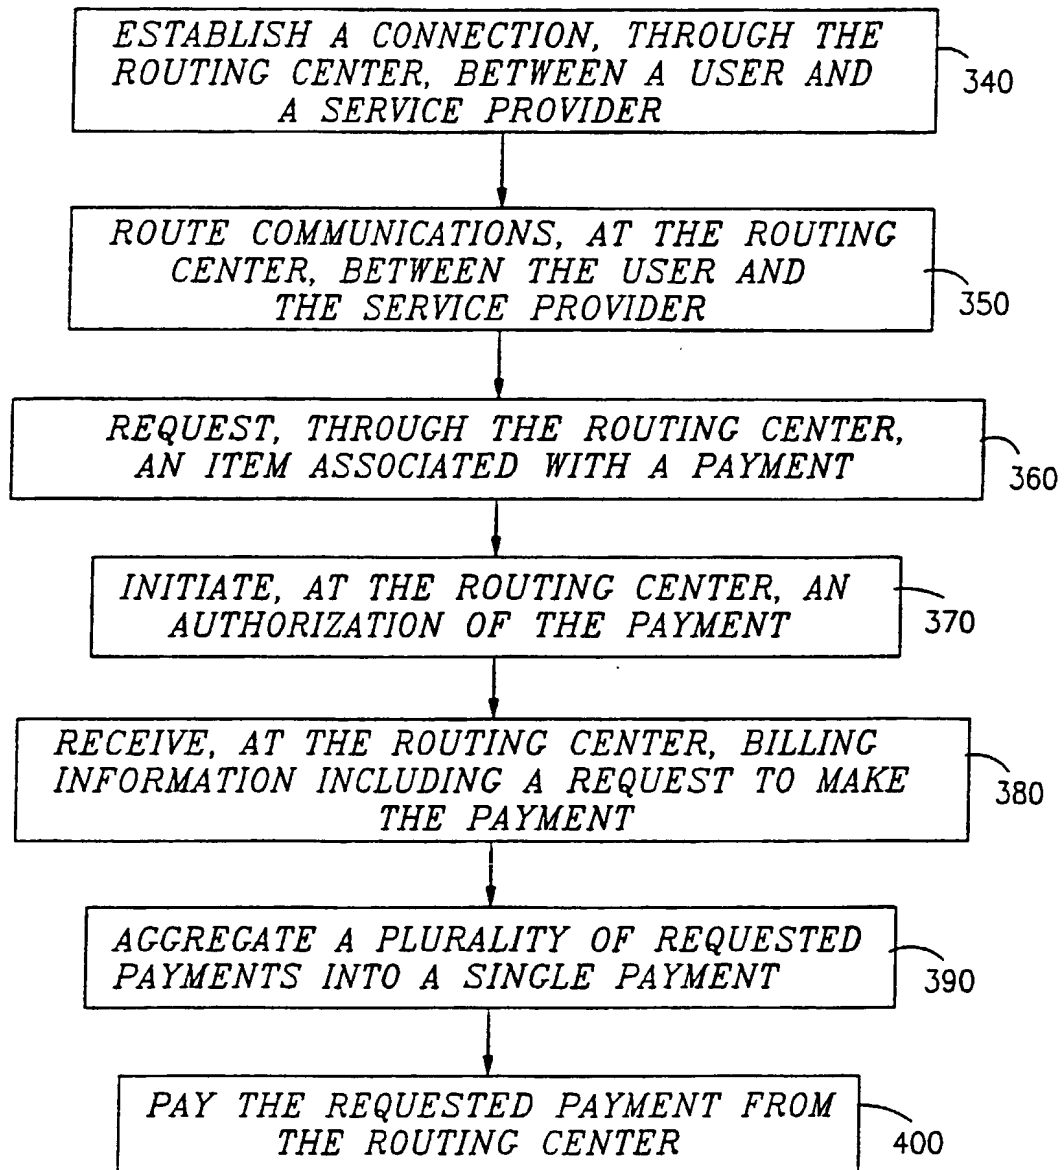 ESTABLISH A CONNECTION, THROUGH THE
ROUTING CENTER, BETWEEN A USER AND
A SERVICE PROVIDER
340
ROUTE COMMUNICATIONS, AT THE ROUTING
CENTER, BETWEEN THE USER AND
THE SERVICE PROVIDER
350
REQUEST, THROUGH THE ROUTING CENTER,
AN ITEM ASSOCIATED WITH A PAYMENT
360
INITIATE, AT THE ROUTING CENTER, AN
AUTHORIZATION OF THE PAYMENT
370
RECEIVE, AT THE ROUTING CENTER, BILLING
INFORMATION INCLUDING A REQUEST TO MAKE
THE PAYMENT
380
AGGREGATE A PLURALITY OF REQUESTED
PAYMENTS INTO A SINGLE PAYMENT
390
PAY THE REQUESTED PAYMENT FROM
THE ROUTING CENTER
400